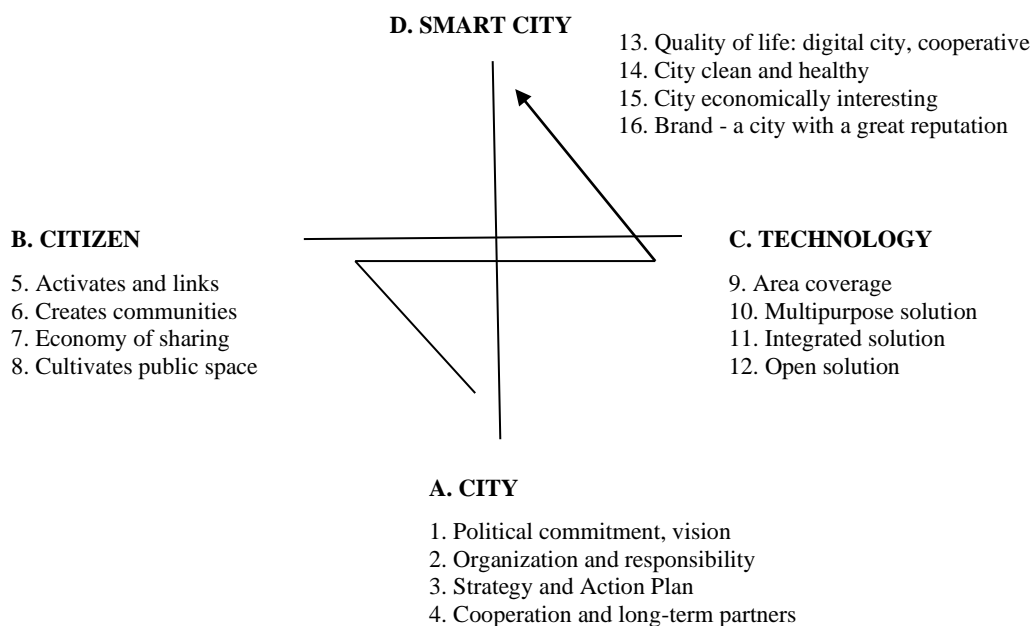 D. SMART CITY
13. Quality of life: digital city, cooperative
14. City clean and healthy
15. City economically interesting
16. Brand - a city with a great reputation
B. CITIZEN
5. Activates and links
6. Creates communities
7. Economy of sharing
8. Cultivates public space
C. TECHNOLOGY
9. Area coverage
10. Multipurpose solution
11. Integrated solution
12. Open solution
A. CITY
1. Political commitment, vision
2. Organization and responsibility
3. Strategy and Action Plan
4. Cooperation and long-term partners